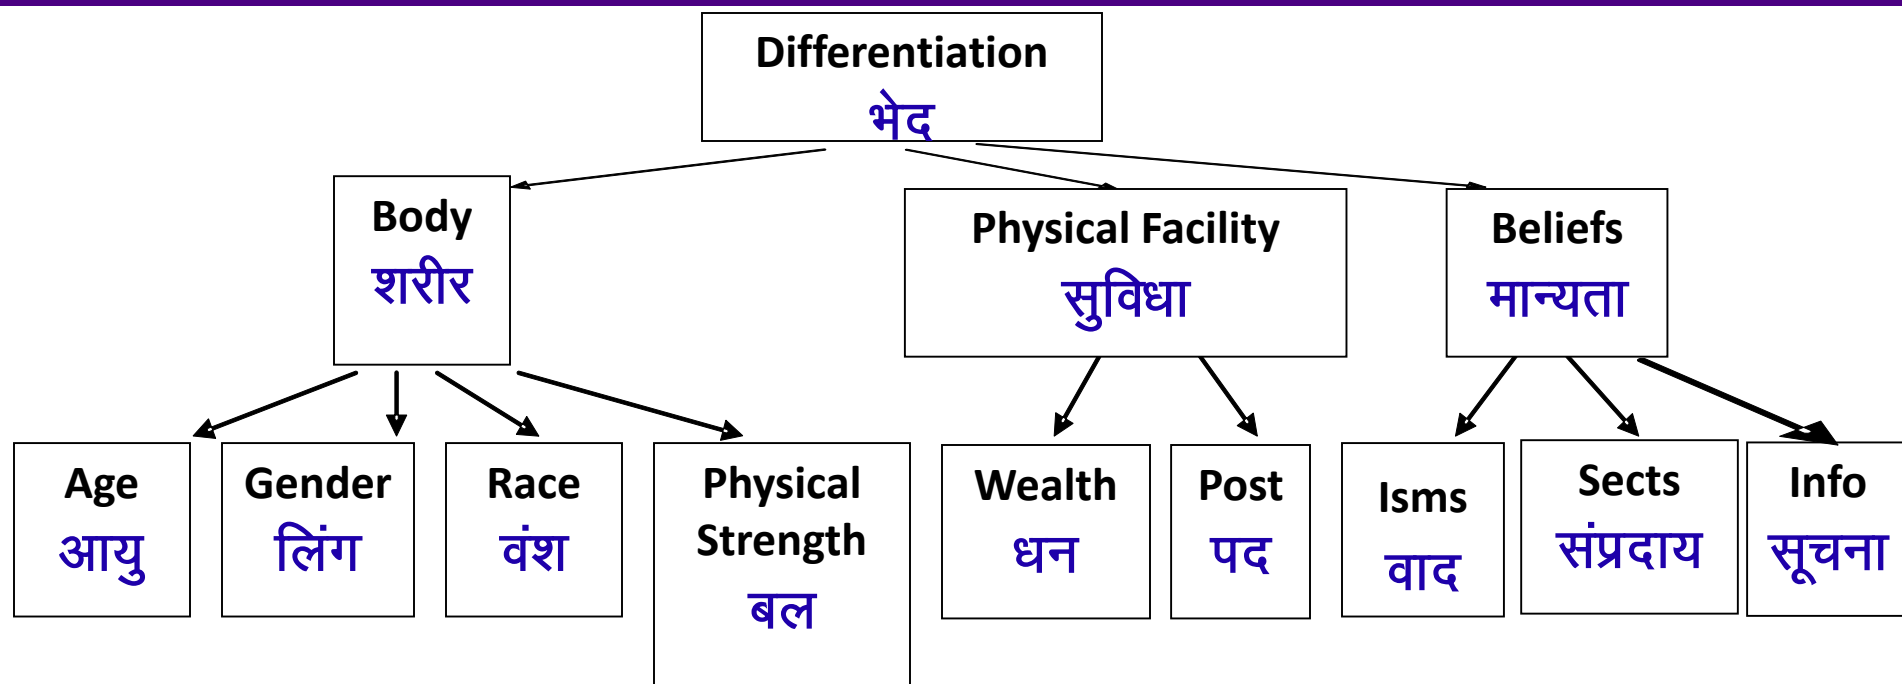 Differentiation
भेद
Body
शरीर
Physical Facility
सुविधा
Beliefs
मान्यता
Age
आयु
Gender
लिंग
Race
वंश
Physical
Strength
बल
Wealth
धन
Post
पद
Isms
वाद
Sects
संप्रदाय
Info
सूचना